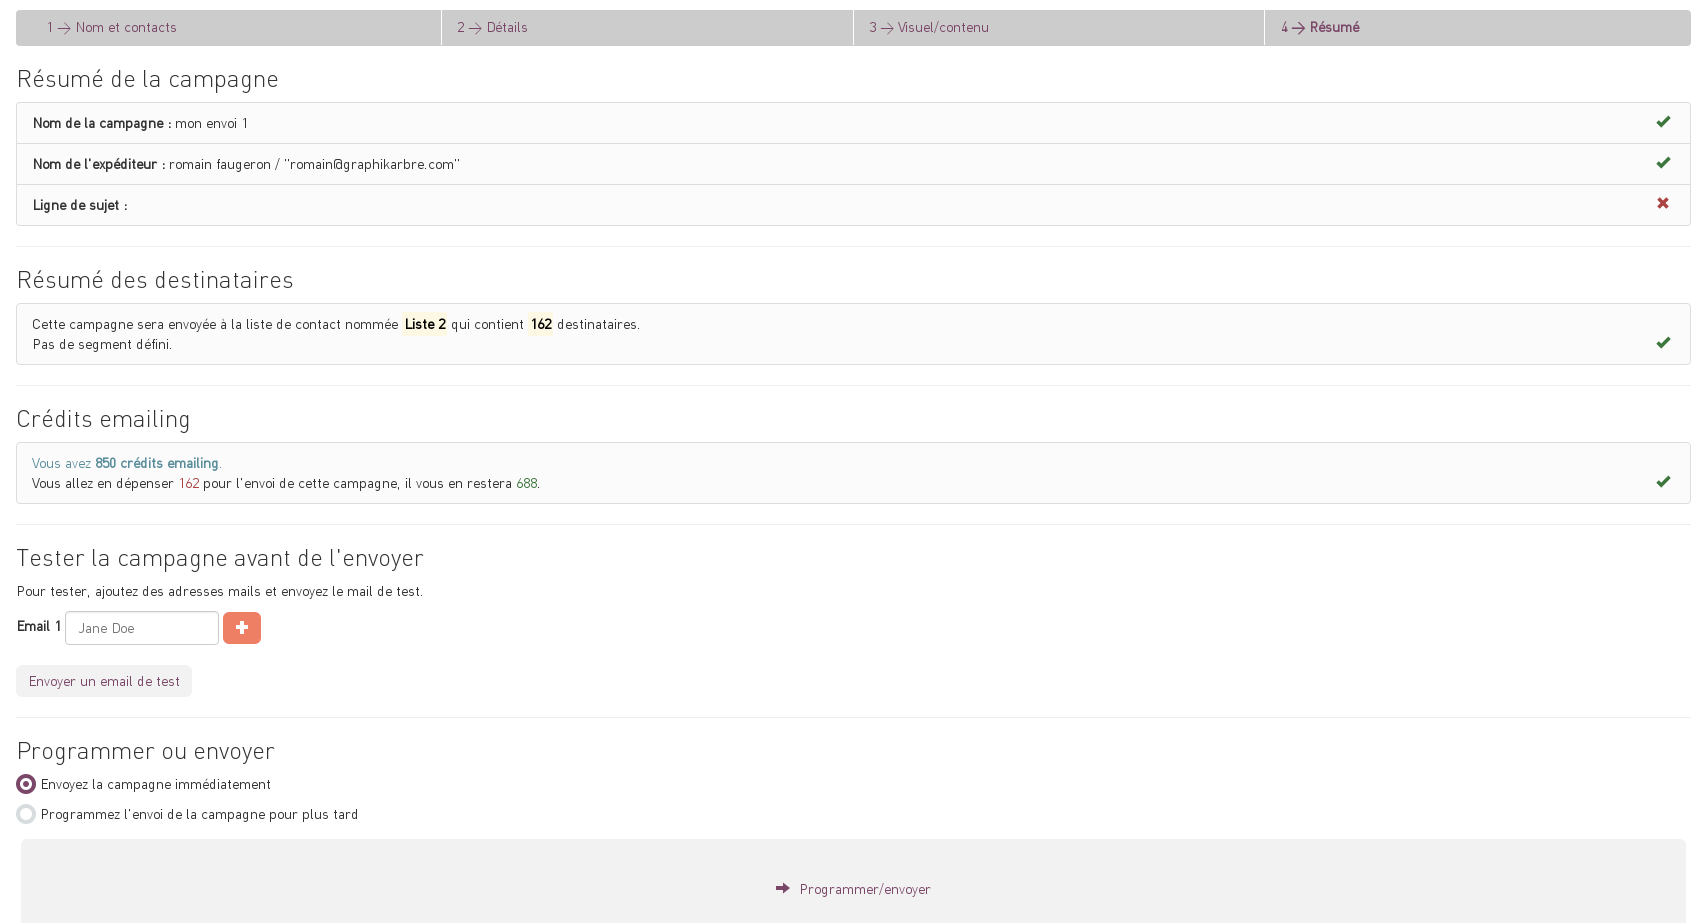 1 → Nom et contacts
2 → Détails
3 → Visuel/contenu
4 → Résumé
Résumé de la campagne
Nom de la campagne : mon envoi 1
Nom de l'expéditeur : romain faugeron / "romain@graphikarbre.com"
Ligne de sujet :
Résumé des destinataires
Cette campagne sera envoyée à la liste de contact nommée Liste 2 qui contient 162 destinataires.
Pas de segment défini.
Crédits emailing
Vous avez 850 crédits emailing.
Vous allez en dépenser 162 pour l'envoi de cette campagne, il vous en restera 688.
Tester la campagne avant de l'envoyer
Pour tester, ajoutez des adresses mails et envoyez le mail de test.
Email 1 Jane Doe
Envoyer un email de test
Programmer ou envoyer
Envoyez la campagne immédiatement
Programmez l'envoi de la campagne pour plus tard
Programmer/envoyer